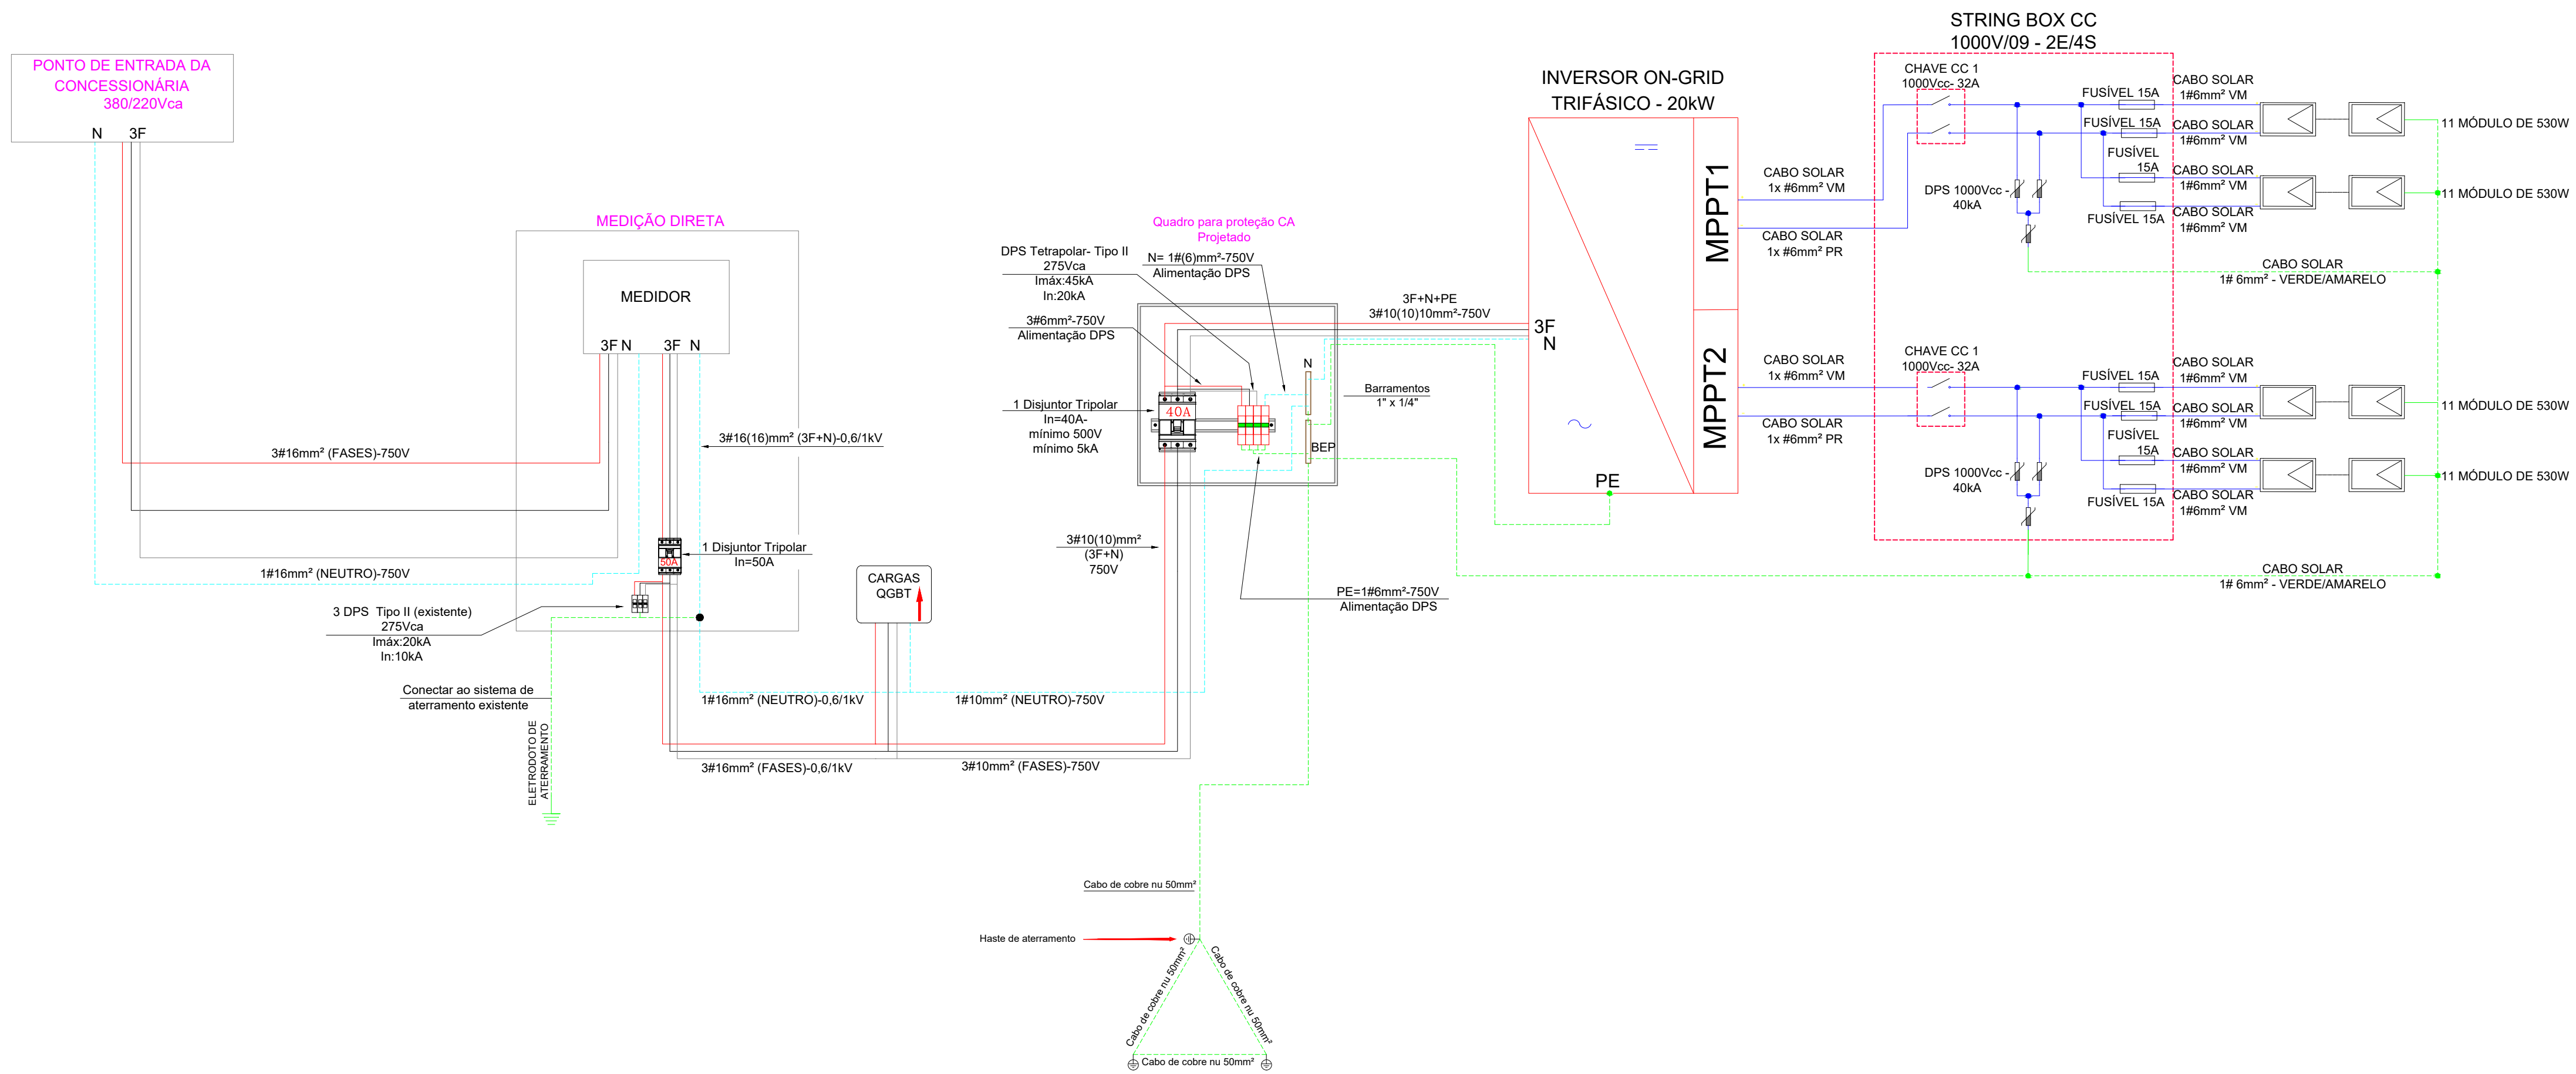 PONTO DE ENTRADA DA
CONCESSIONÁRIA
380/220Vca
N
3F
3#16mm² (FASES)-750V
1#16mm² (NEUTRO)-750V
MEDIÇÃO DIRETA
MEDIDOR
3F N
3F N
3#16(16)mm² (3F+N)-0,6/1kV
50A
1 Disjuntor Tripolar
In=50A
3 DPS Tipo II (existente)
275Vca
Imáx:20kA
In:10kA
Conectar ao sistema de
aterramento existente
ELETRODOTO DE
ATERRAMENTO
CARGAS
QGBT
1#16mm² (NEUTRO)-0,6/1kV
1#10mm² (NEUTRO)-750V
3#16mm² (FASES)-0,6/1kV
3#10mm² (FASES)-750V
Quadro para proteção CA
Projetado
DPS Tetrapolar- Tipo II
275Vca
Imáx:45kA
In:20kA
N= 1#(6)mm²-750V
Alimentação DPS
3#6mm²-750V
Alimentação DPS
1 Disjuntor Tripolar
In=40A-
mínimo 500V
mínimo 5kA
40A
N
BEP
Barramentos
1" x 1/4"
3#10(10)mm²
(3F+N)
750V
PE=1#6mm²-750V
Alimentação DPS
3F+N+PE
3#10(10)10mm²-750V
Cabo de cobre nu 50mm²
Haste de aterramento
Cabo de cobre nu 50mm²
Cabo de cobre nu 50mm²
Cabo de cobre nu 50mm²
INVERSOR ON-GRID
TRIFÁSICO - 20kW
3F
N
PE
MPPT1
MPPT2
CABO SOLAR
1x #6mm² VM
CABO SOLAR
1x #6mm² PR
CABO SOLAR
1x #6mm² VM
CABO SOLAR
1x #6mm² PR
STRING BOX CC
1000V/09 - 2E/4S
CHAVE CC 1
1000Vcc- 32A
DPS 1000Vcc -
40kA
FUSÍVEL 15A
FUSÍVEL 15A
FUSÍVEL
15A
FUSÍVEL 15A
CABO SOLAR
1#6mm² VM
CABO SOLAR
1#6mm² VM
CABO SOLAR
1#6mm² VM
CABO SOLAR
1#6mm² VM
11 MÓDULO DE 530W
11 MÓDULO DE 530W
CABO SOLAR
1# 6mm² - VERDE/AMARELO
CHAVE CC 1
1000Vcc- 32A
DPS 1000Vcc -
40kA
FUSÍVEL 15A
FUSÍVEL 15A
FUSÍVEL
15A
FUSÍVEL 15A
CABO SOLAR
1#6mm² VM
CABO SOLAR
1#6mm² VM
CABO SOLAR
1#6mm² VM
CABO SOLAR
1#6mm² VM
11 MÓDULO DE 530W
11 MÓDULO DE 530W
CABO SOLAR
1# 6mm² - VERDE/AMARELO